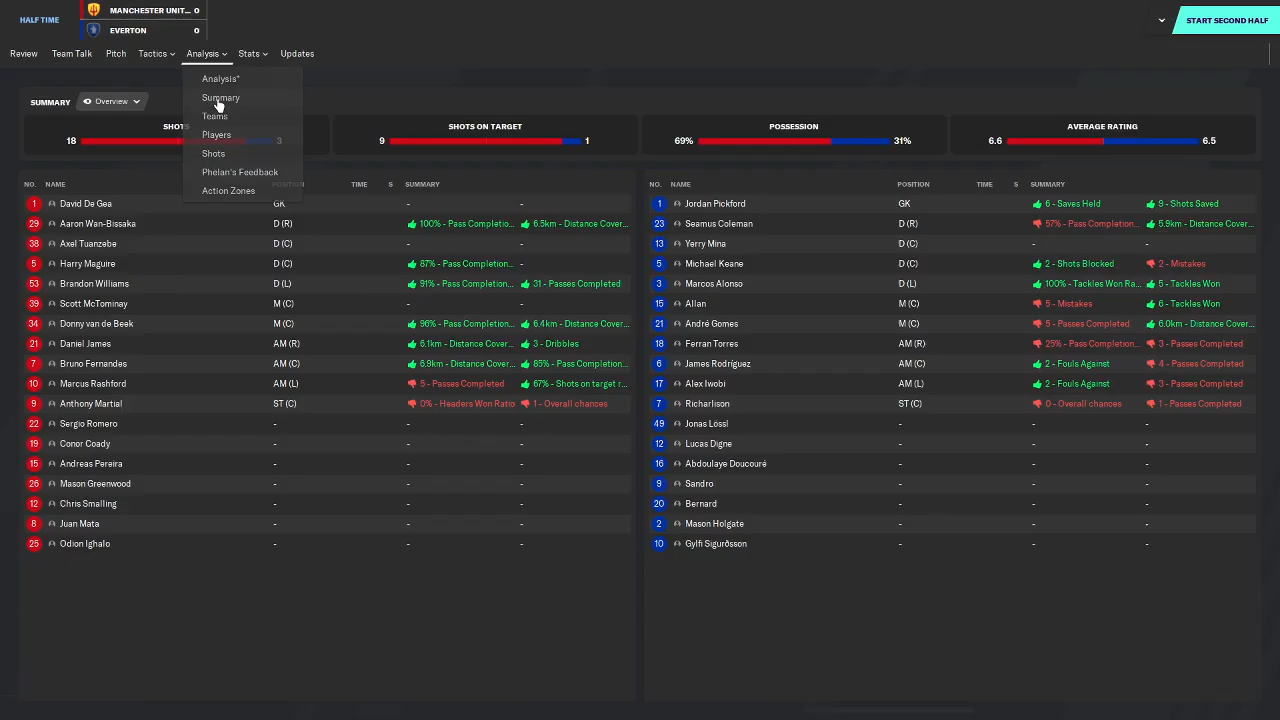 HALF TIME
MANCHESTER UNIT... 0
EVERTON 0
START SECOND HALF
Review Team Talk Pitch Tactics Analysis Stats Updates
Analysis*
Summary
Teams
Players
Shots
Phelan's Feedback
Action Zones
SUMMARY Overview
SHOTS SHOTS ON TARGET POSSESSION AVERAGE RATING
18 3 9 1 69% 31% 6.6 6.5
NO. NAME POSITION TIME S SUMMARY
1 David De Gea GK - -
29 Aaron Wan-Bissaka D (R) 100% - Pass Completion... 6.5km - Distance Cover...
38 Axel Tuanzebe D (C) - -
5 Harry Maguire D (C) 87% - Pass Completion... -
53 Brandon Williams D (L) 91% - Pass Completion... 31 - Passes Completed
39 Scott McTominay M (C) - -
34 Donny van de Beek M (C) 96% - Pass Completion... 6.4km - Distance Cover...
21 Daniel James AM (R) 6.1km - Distance Cover... 3 - Dribbles
7 Bruno Fernandes AM (C) 6.9km - Distance Cover... 85% - Pass Completion...
10 Marcus Rashford AM (L) 5 - Passes Completed 67% - Shots on target r...
9 Anthony Martial ST (C) 0% - Headers Won Ratio 1 - Overall chances
22 Sergio Romero - - -
19 Conor Coady - - -
15 Andreas Pereira - - -
26 Mason Greenwood - - -
12 Chris Smalling - - -
8 Juan Mata - - -
25 Odion Ighalo - - -
NO. NAME POSITION TIME S SUMMARY
1 Jordan Pickford GK 6 - Saves Held 9 - Shots Saved
23 Seamus Coleman D (R) 57% - Pass Completion... 5.9km - Distance Cover...
13 Yerry Mina D (C) - -
5 Michael Keane D (C) 2 - Shots Blocked 2 - Mistakes
3 Marcos Alonso D (L) 100% - Tackles Won Ra... 5 - Tackles Won
15 Allan M (C) 5 - Mistakes 6 - Tackles Won
21 André Gomes M (C) 5 - Passes Completed 6.0km - Distance Cover...
18 Ferran Torres AM (R) 25% - Pass Completion... 3 - Passes Completed
6 James Rodríguez AM (C) 2 - Fouls Against 4 - Passes Completed
17 Alex Iwobi AM (L) 2 - Fouls Against 3 - Passes Completed
7 Richarlison ST (C) 0 - Overall chances 1 - Passes Completed
49 Jonas Lössl - - -
12 Lucas Digne - - -
16 Abdoulaye Doucouré - - -
9 Sandro - - -
20 Bernard - - -
2 Mason Holgate - - -
10 Gylfi Sigurðsson - - -